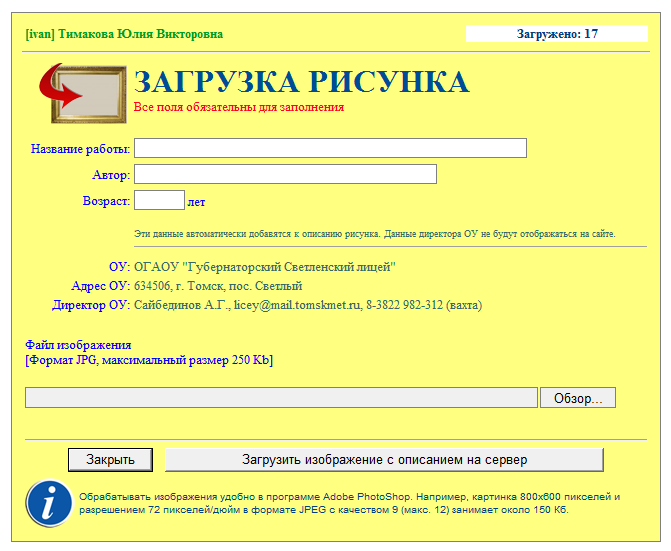 [ivan] Тимакова Юлия Викторовна
Загружено: 17
ЗАГРУЗКА РИСУНКА
Все поля обязательны для заполнения
Название работы:
Автор:
Возраст: лет
Эти данные автоматически добавятся к описанию рисунка. Данные директора ОУ не будут отображаться на сайте.
ОУ: ОГАОУ "Губернаторский Светленский лицей"
Адрес ОУ: 634506, г. Томск, пос. Светлый
Директор ОУ: Сайбединов А.Г., licey@mail.tomsknet.ru, 8-3822 982-312 (вахта)
Файл изображения
[Формат JPG, максимальный размер 250 Kb]
Обзор...
Закрыть
Загрузить изображение с описанием на сервер
i
Обрабатывать изображения удобно в программе Adobe PhotoShop. Например, картинка 800x600 пикселей и
разрешением 72 пикселей/дюйм в формате JPEG с качеством 9 (макс. 12) занимает около 150 Кб.